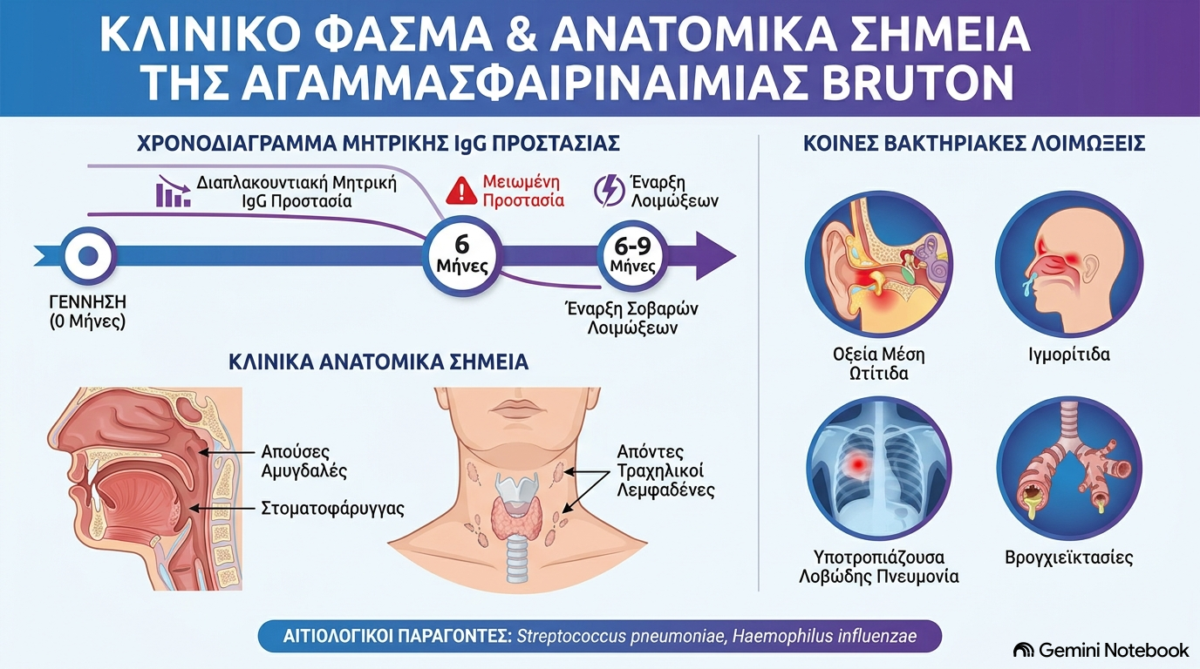 ΚΛΙΝΙΚΟ ΦΑΣΜΑ & ΑΝΑΤΟΜΙΚΑ ΣΗΜΕΙΑ
ΤΗΣ ΑΓΑΜΜΑΣΦΑΙΡΙΝΑΙΜΙΑΣ BRUTON
ΧΡΟΝΟΔΙΑΓΡΑΜΜΑ ΜΗΤΡΙΚΗΣ IgG ΠΡΟΣΤΑΣΙΑΣ
Διαπλακουντιακή Μητρική
IgG Προστασία
Μειωμένη
Προστασία
Έναρξη
Λοιμώξεων
6
Μήνες
6-9
Μήνες
ΓΕΝΝΗΣΗ
(0 Μήνες)
Έναρξη Σοβαρών
Λοιμώξεων
ΚΛΙΝΙΚΑ ΑΝΑΤΟΜΙΚΑ ΣΗΜΕΙΑ
Απούσες
Αμυγδαλές
Στοματοφάρυγγας
Απόντες
Τραχηλικοί
Λεμφαδένες
ΚΟΙΝΕΣ ΒΑΚΤΗΡΙΑΚΕΣ ΛΟΙΜΩΞΕΙΣ
Οξεία Μέση
Ωτίτιδα
Ιγμορίτιδα
Υποτροπιάζουσα
Λοβώδης Πνευμονία
Βρογχιεϊκτασίες
ΑΙΤΙΟΛΟΓΙΚΟΙ ΠΑΡΑΓΟΝΤΕΣ: Streptococcus pneumoniae, Haemophilus influenzae
Gemini Notebook